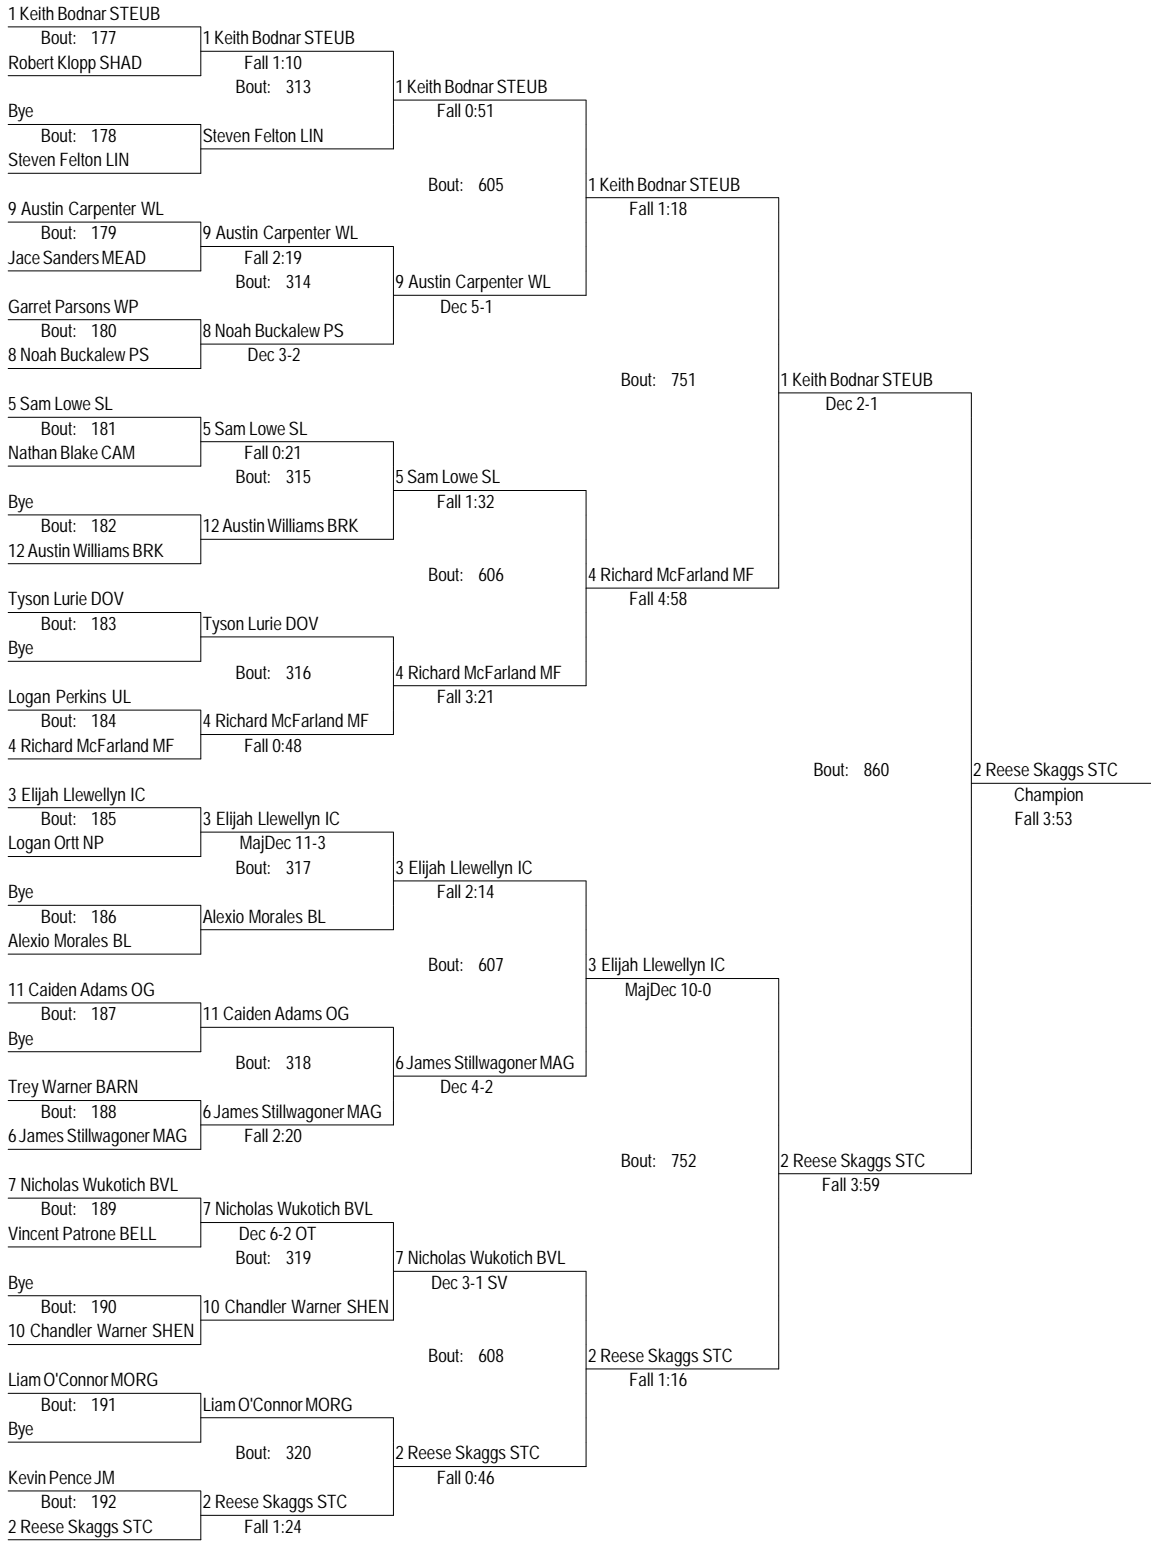 1 Keith Bodnar STEUB
Bout: 177
1 Keith Bodnar STEUB
Robert Klopp SHAD
Fall 1:10
Bout: 313
1 Keith Bodnar STEUB
Bye
Fall 0:51
Bout: 178
Steven Felton LIN
Steven Felton LIN
Bout: 605
1 Keith Bodnar STEUB
9 Austin Carpenter WL
Fall 1:18
Bout: 179
9 Austin Carpenter WL
Jace Sanders MEAD
Fall 2:19
Bout: 314
9 Austin Carpenter WL
Garret Parsons WP
Dec 5-1
Bout: 180
8 Noah Buckalew PS
8 Noah Buckalew PS
Dec 3-2
Bout: 751
1 Keith Bodnar STEUB
5 Sam Lowe SL
Dec 2-1
Bout: 181
5 Sam Lowe SL
Nathan Blake CAM
Fall 0:21
Bout: 315
5 Sam Lowe SL
Bye
Fall 1:32
Bout: 182
12 Austin Williams BRK
12 Austin Williams BRK
Bout: 606
4 Richard McFarland MF
Tyson Lurie DOV
Fall 4:58
Bout: 183
Tyson Lurie DOV
Bye
Bout: 316
4 Richard McFarland MF
Logan Perkins UL
Fall 3:21
Bout: 184
4 Richard McFarland MF
4 Richard McFarland MF
Fall 0:48
Bout: 860
2 Reese Skaggs STC
3 Elijah Llewellyn IC
Champion
Bout: 185
3 Elijah Llewellyn IC
Fall 3:53
Logan Ortt NP
MajDec 11-3
Bout: 317
3 Elijah Llewellyn IC
Bye
Fall 2:14
Bout: 186
Alexio Morales BL
Alexio Morales BL
Bout: 607
3 Elijah Llewellyn IC
11 Caiden Adams OG
MajDec 10-0
Bout: 187
11 Caiden Adams OG
Bye
Bout: 318
6 James Stillwagoner MAG
Trey Warner BARN
Dec 4-2
Bout: 188
6 James Stillwagoner MAG
6 James Stillwagoner MAG
Fall 2:20
Bout: 752
2 Reese Skaggs STC
7 Nicholas Wukotich BVL
Fall 3:59
Bout: 189
7 Nicholas Wukotich BVL
Vincent Patrone BELL
Dec 6-2 OT
Bout: 319
7 Nicholas Wukotich BVL
Bye
Dec 3-1 SV
Bout: 190
10 Chandler Warner SHEN
10 Chandler Warner SHEN
Bout: 608
2 Reese Skaggs STC
Liam O'Connor MORG
Fall 1:16
Bout: 191
Liam O'Connor MORG
Bye
Bout: 320
2 Reese Skaggs STC
Kevin Pence JM
Fall 0:46
Bout: 192
2 Reese Skaggs STC
2 Reese Skaggs STC
Fall 1:24